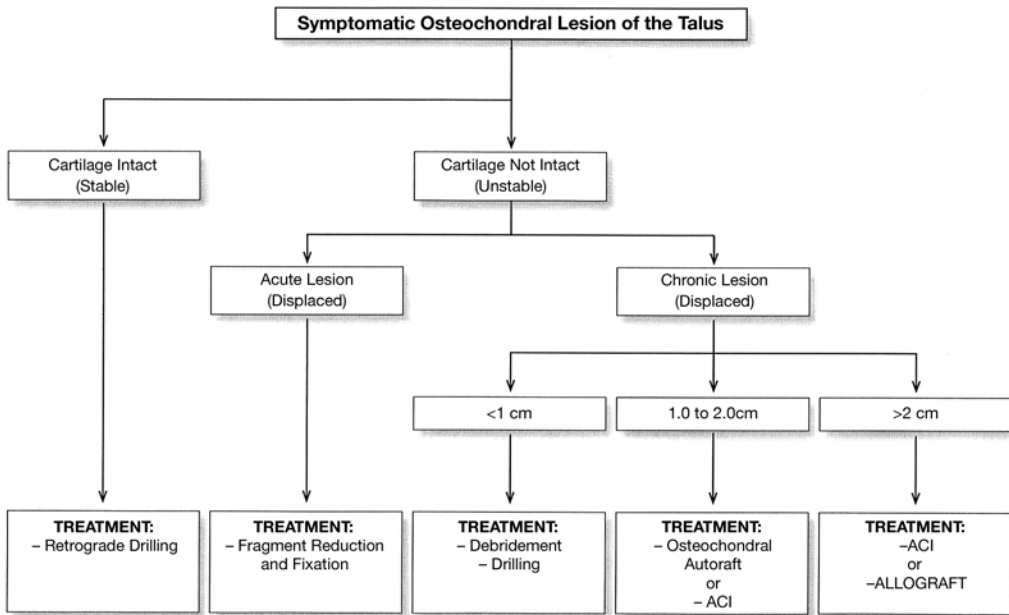 Symptomatic Osteochondral Lesion of the Talus
Cartilage Intact
(Stable)
Cartilage Not Intact
(Unstable)
Acute Lesion
(Displaced)
Chronic Lesion
(Displaced)
<1 cm
1.0 to 2.0cm
>2 cm
TREATMENT:
– Retrograde Drilling
TREATMENT:
– Fragment Reduction
and Fixation
TREATMENT:
– Debridement
– Drilling
TREATMENT:
– Osteochondral
Autoraft
or
– ACI
TREATMENT:
–ACI
or
–ALLOGRAFT